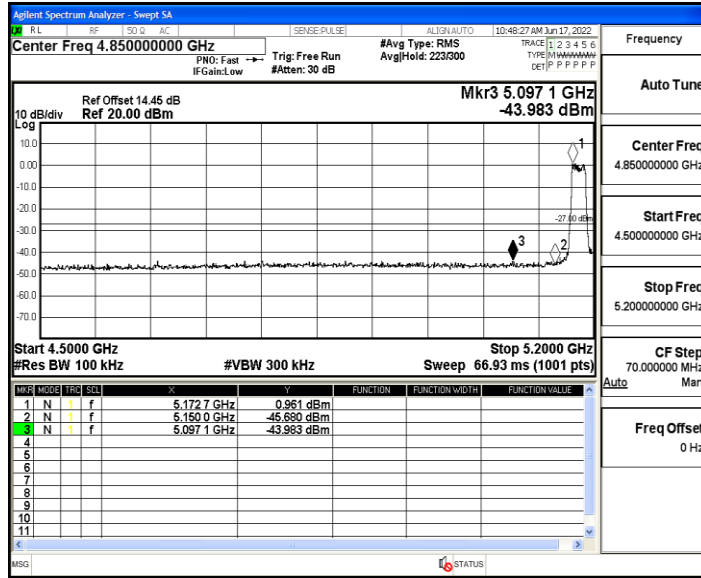 Agilent Spectrum Analyzer - Swept SA
RL RF 50 Ω AC SENSE:PULSE ALIGNAUTO 10:48:27 AM Jun 17, 2022
Center Freq 4.850000000 GHz #Avg Type: RMS TRACE 1 2 3 4 5 6
PNO: Fast Trig: Free Run Avg|Hold: 223/300 TYPE M
IFGain:Low #Atten: 30 dB DET P P P P P P
Mkr3 5.097 1 GHz
Ref Offset 14.45 dB
10 dB/div Ref 20.00 dBm -43.983 dBm
Log
10.0
0.00
-10.0
-20.0
-30.0
-40.0
-50.0
-60.0
-70.0
1
-27.00 dBm
3
2
Start 4.5000 GHz Stop 5.2000 GHz
#Res BW 100 kHz #VBW 300 kHz Sweep 66.93 ms (1001 pts)
MKR MODE TRC SCL X Y FUNCTION FUNCTION WIDTH FUNCTION VALUE
1 N 1 f 5.172 7 GHz 0.961 dBm
2 N 1 f 5.150 0 GHz -45.680 dBm
3 N 1 f 5.097 1 GHz -43.983 dBm
4
5
6
7
8
9
10
11
MSG STATUS
Frequency
Auto Tune
Center Freq
4.850000000 GHz
Start Freq
4.500000000 GHz
Stop Freq
5.200000000 GHz
CF Step
70.000000 MHz
Auto Man
Freq Offset
0 Hz